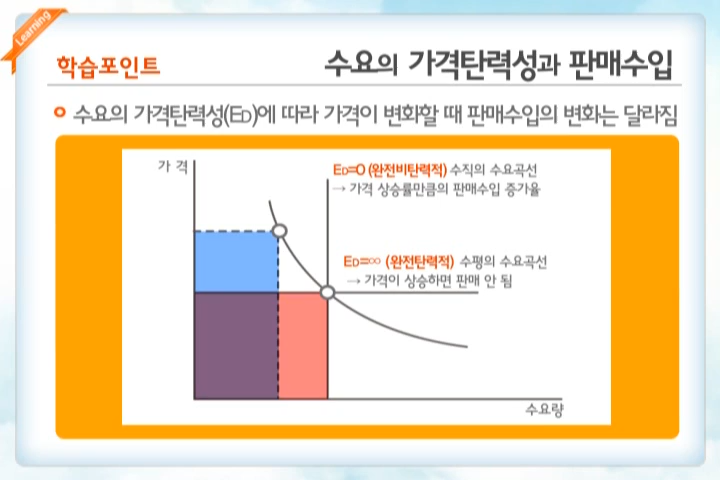 Learning
학습포인트
수요의 가격탄력성과 판매수입
수요의 가격탄력성(ED)에 따라 가격이 변화할 때 판매수입의 변화는 달라짐
가 격
ED=0 (완전비탄력적) 수직의 수요곡선
→ 가격 상승률만큼의 판매수입 증가율
ED=∞ (완전탄력적) 수평의 수요곡선
→ 가격이 상승하면 판매 안 됨
수요량